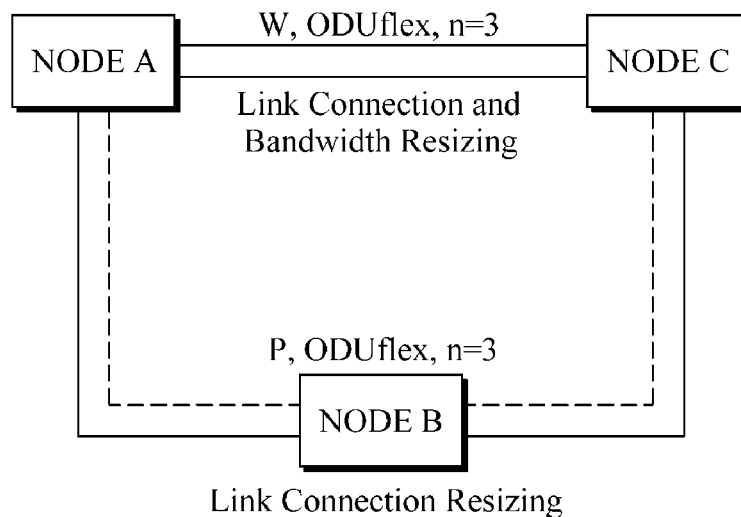 W, ODUflex, n=3
NODE A
NODE C
Link Connection and
Bandwidth Resizing
P, ODUflex, n=3
NODE B
Link Connection Resizing